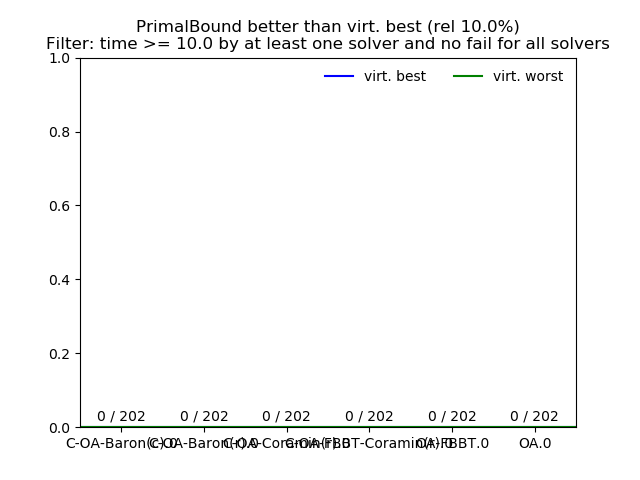 PrimalBound better than virt. best (rel 10.0%)
Filter: time >= 10.0 by at least one solver and no fail for all solvers
virt. best
virt. worst
1.0
0.8
0.6
0.4
0.2
0.0
0 / 202
0 / 202
0 / 202
0 / 202
0 / 202
0 / 202
OA.0